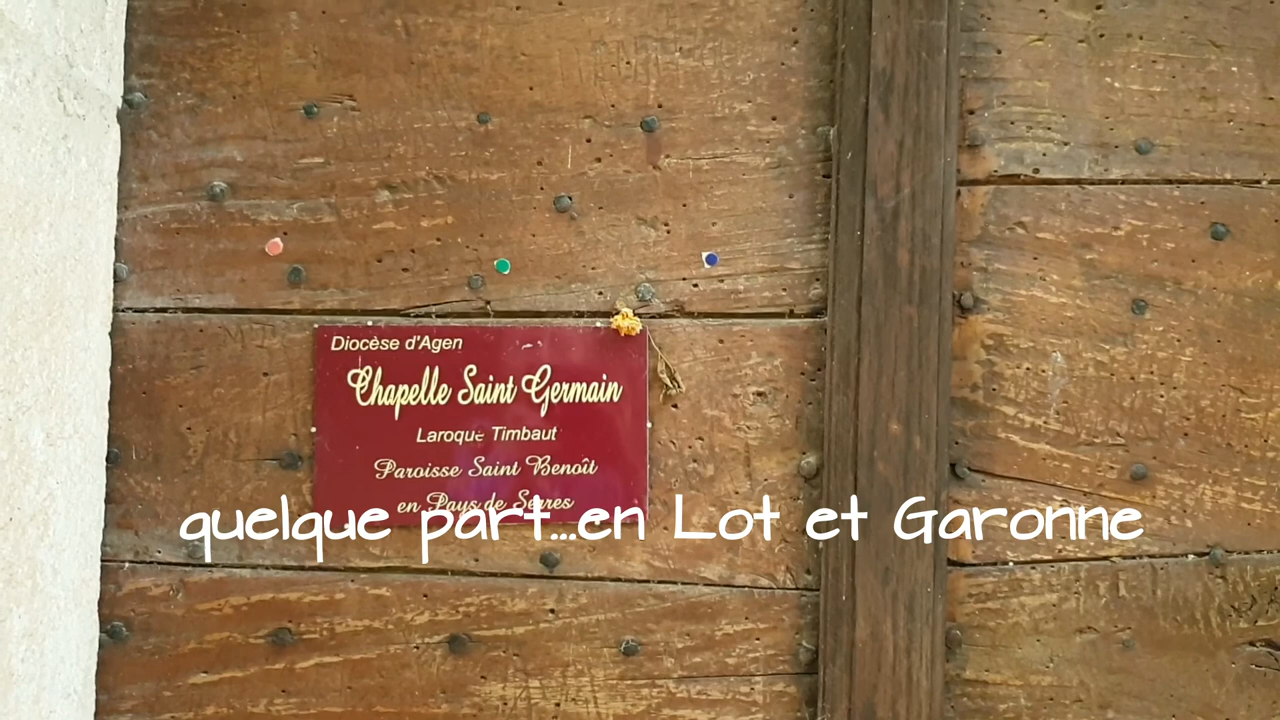 Diocèse d'Agen
Chapelle Saint Germain
Laroque Timbaut
Paroisse Saint Benoît
en Pays de Serres
quelque part...en Lot et Garonne